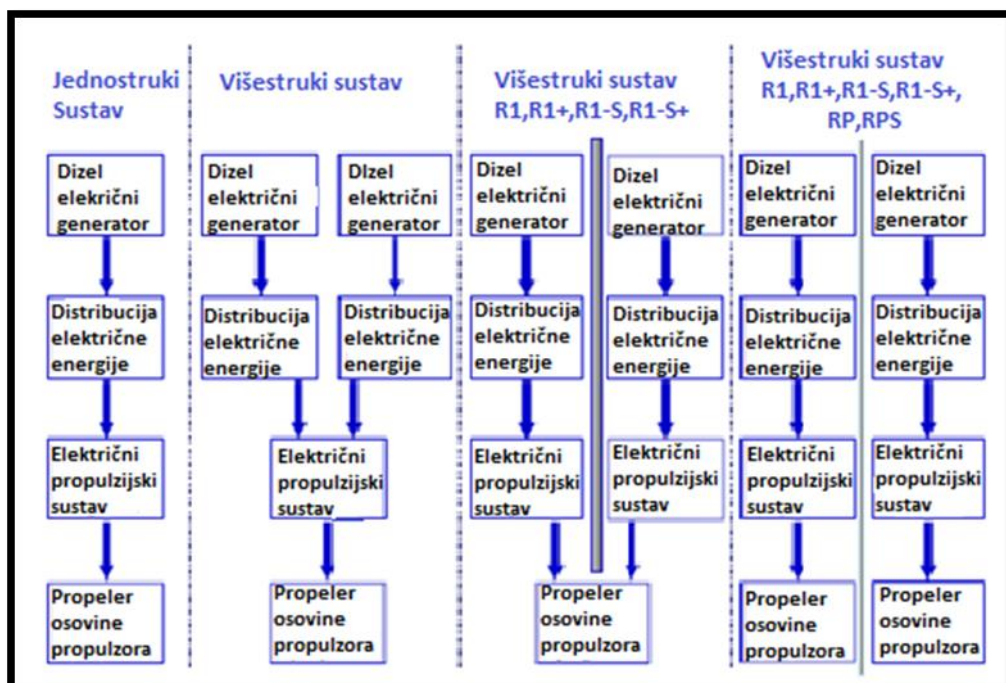 Jednostruki
Sustav
Dizel
elekrični
generator
Distribucija
električne
energije
Električni
propulzijski
sustav
Propeler
osovine
propulzora
Višestruki sustav
Dizel
električni
generator
DIzel
električni
generator
Distribucija
električne
energije
Distribucija
električne
energije
Električni
propulzijski
sustav
Propeler
osovine
propulzora
Višestruki sustav
R1,R1+,R1-S,R1-S+
Dizel
električni
generator
Dizel
električni
generator
Distribucija
električne
energije
Distribucija
električne
energije
Električni
propulzijski
sustav
Električni
propulzijski
sustav
Propeler
osovine
propulzora
Višestruki sustav
R1,R1+,R1-S,R1-S+,
RP,RPS
Dizel
električni
generator
Dizel
električni
generator
Distribucija
električne
energije
Distribucija
električne
energije
Električni
propulzijski
sustav
Električni
propulzijski
sustav
Propeler
osovine
propulzora
Propeler
osovine
propulzora